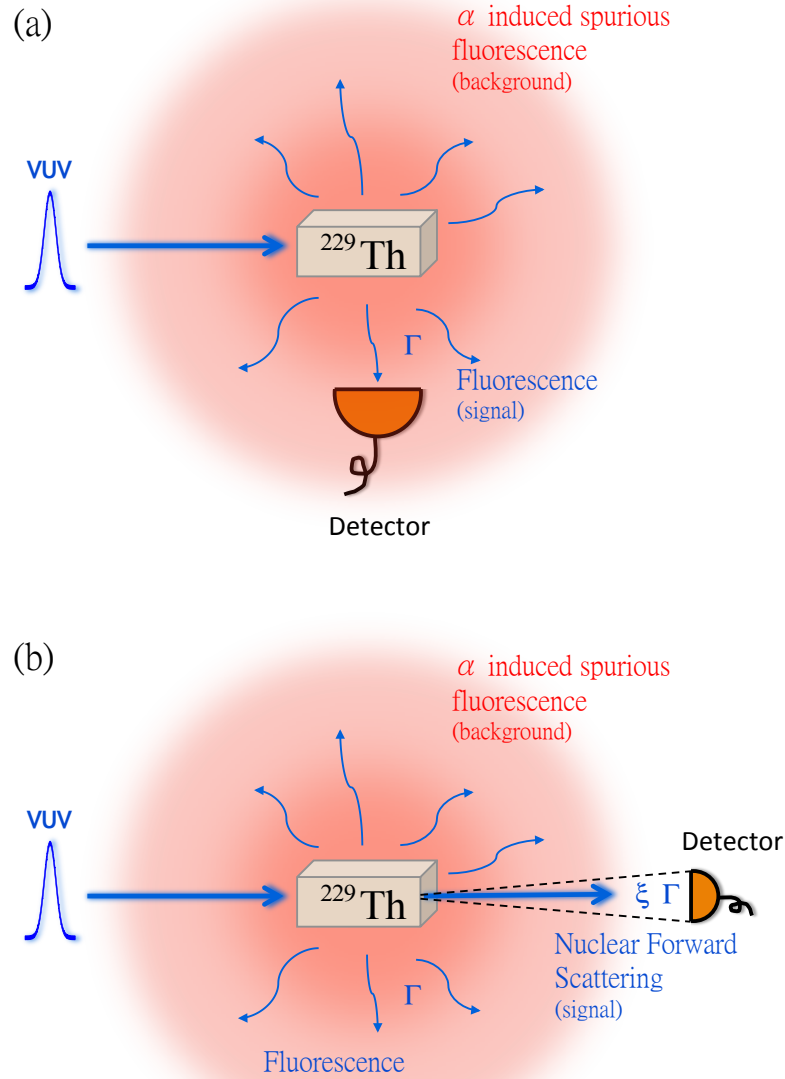 (a)
α induced spurious
fluorescence
(background)
VUV
229Th
Γ
Fluorescence
(signal)
Detector
(b)
α induced spurious
fluorescence
(background)
VUV
Detector
229Th
ξ Γ
Nuclear Forward
Scattering
(signal)
Γ
Fluorescence